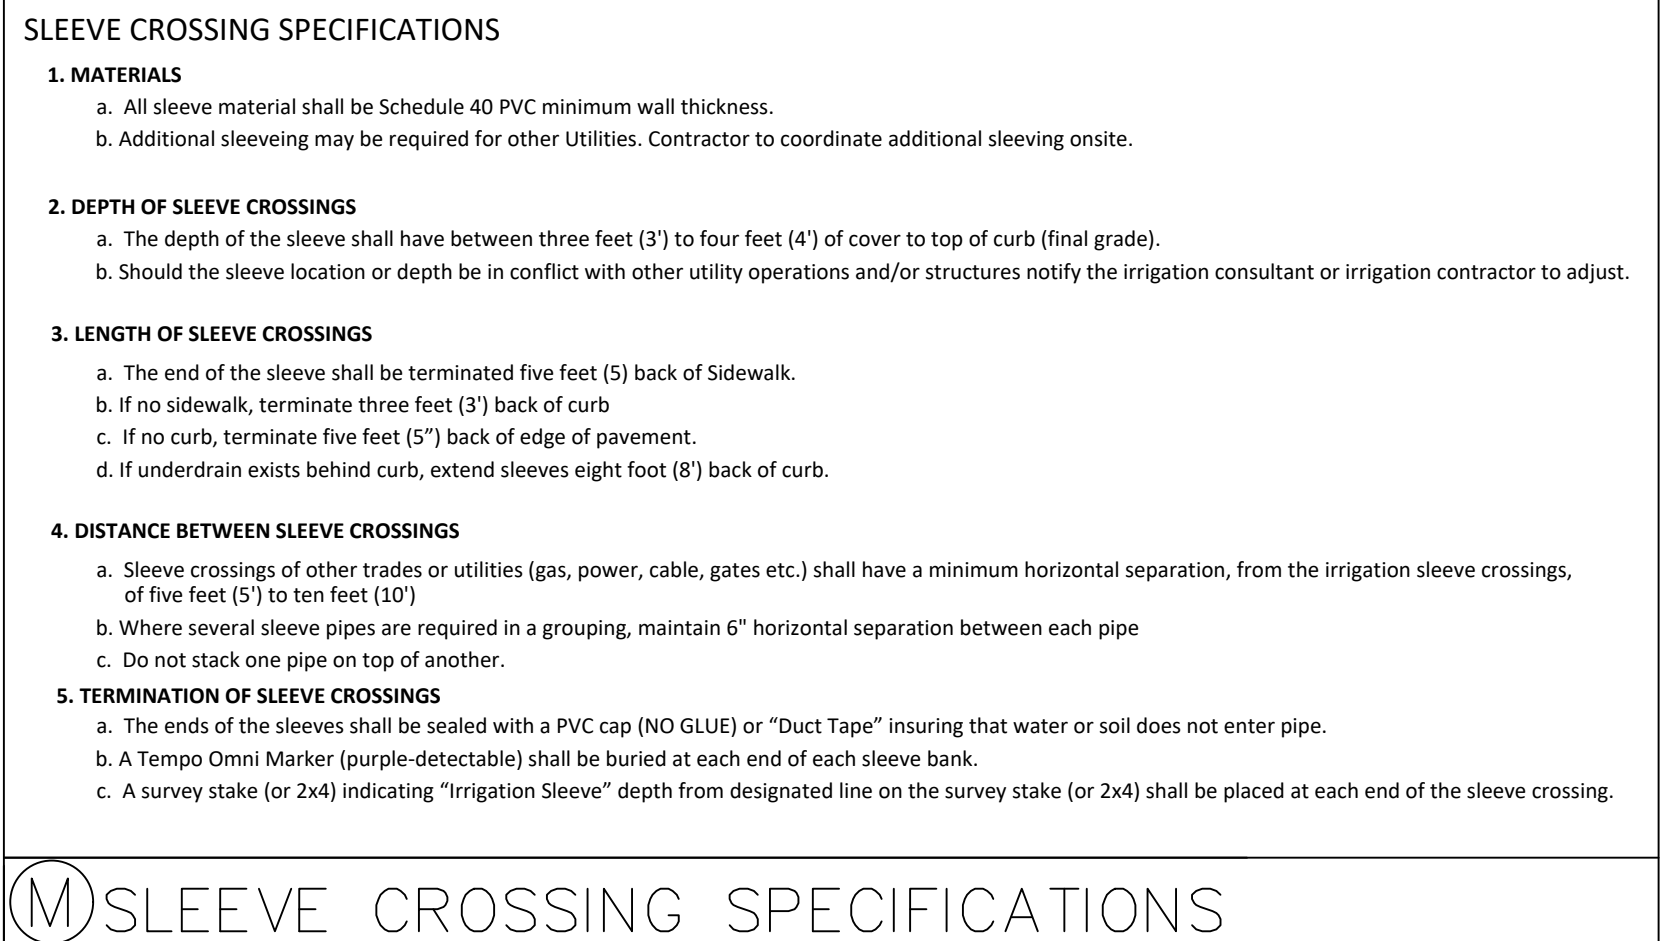 SLEEVE CROSSING SPECIFICATIONS
1. MATERIALS
a. All sleeve material shall be Schedule 40 PVC minimum wall thickness.
b. Additional sleeveing may be required for other Utilities. Contractor to coordinate additional sleeving onsite.
2. DEPTH OF SLEEVE CROSSINGS
a. The depth of the sleeve shall have between three feet (3') to four feet (4') of cover to top of curb (final grade).
b. Should the sleeve location or depth be in conflict with other utility operations and/or structures notify the irrigation consultant or irrigation contractor to adjust.
3. LENGTH OF SLEEVE CROSSINGS
a. The end of the sleeve shall be terminated five feet (5) back of Sidewalk.
b. If no sidewalk, terminate three feet (3') back of curb
c. If no curb, terminate five feet (5”) back of edge of pavement.
d. If underdrain exists behind curb, extend sleeves eight foot (8') back of curb.
4. DISTANCE BETWEEN SLEEVE CROSSINGS
a. Sleeve crossings of other trades or utilities (gas, power, cable, gates etc.) shall have a minimum horizontal separation, from the irrigation sleeve crossings,
of five feet (5') to ten feet (10')
b. Where several sleeve pipes are required in a grouping, maintain 6" horizontal separation between each pipe
c. Do not stack one pipe on top of another.
5. TERMINATION OF SLEEVE CROSSINGS
a. The ends of the sleeves shall be sealed with a PVC cap (NO GLUE) or “Duct Tape” insuring that water or soil does not enter pipe.
b. A Tempo Omni Marker (purple-detectable) shall be buried at each end of each sleeve bank.
c. A survey stake (or 2x4) indicating “Irrigation Sleeve” depth from designated line on the survey stake (or 2x4) shall be placed at each end of the sleeve crossing.
M SLEEVE CROSSING SPECIFICATIONS